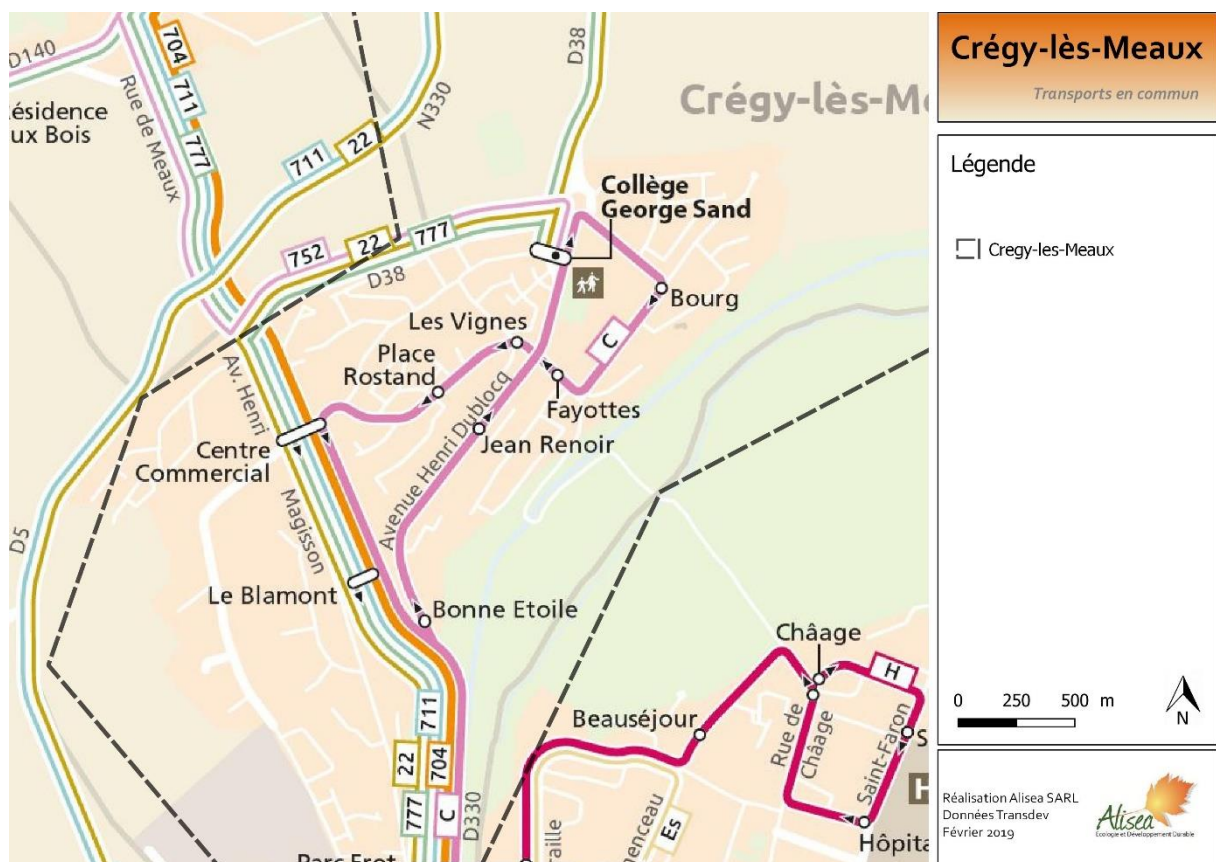 704
711
777
D140
Rue de Meaux
Résidence
ux Bois
N330
711
22
D38
Crégy-lès-Me
Collège
George Sand
752
22
777
D38
Bourg
C
Les Vignes
Place
Rostand
Fayottes
Jean Renoir
Avenue Henri Dublocq
Av. Henri
Magisson
Centre
Commercial
D5
Le Blamont
Bonne Etoile
711
22
704
777
C
D330
Parc Frot
Châage
H
Beauséjour
Rue de
Châage
Saint-Faron
S
H
Hôpita
Es
menceau
aille
Crégy-lès-Meaux
Transports en commun
Légende
Cregy-les-Meaux
0 250 500 m
N
Réalisation Alisea SARL
Données Transdev
Février 2019
Alisea
Ecologie et Développement Durable